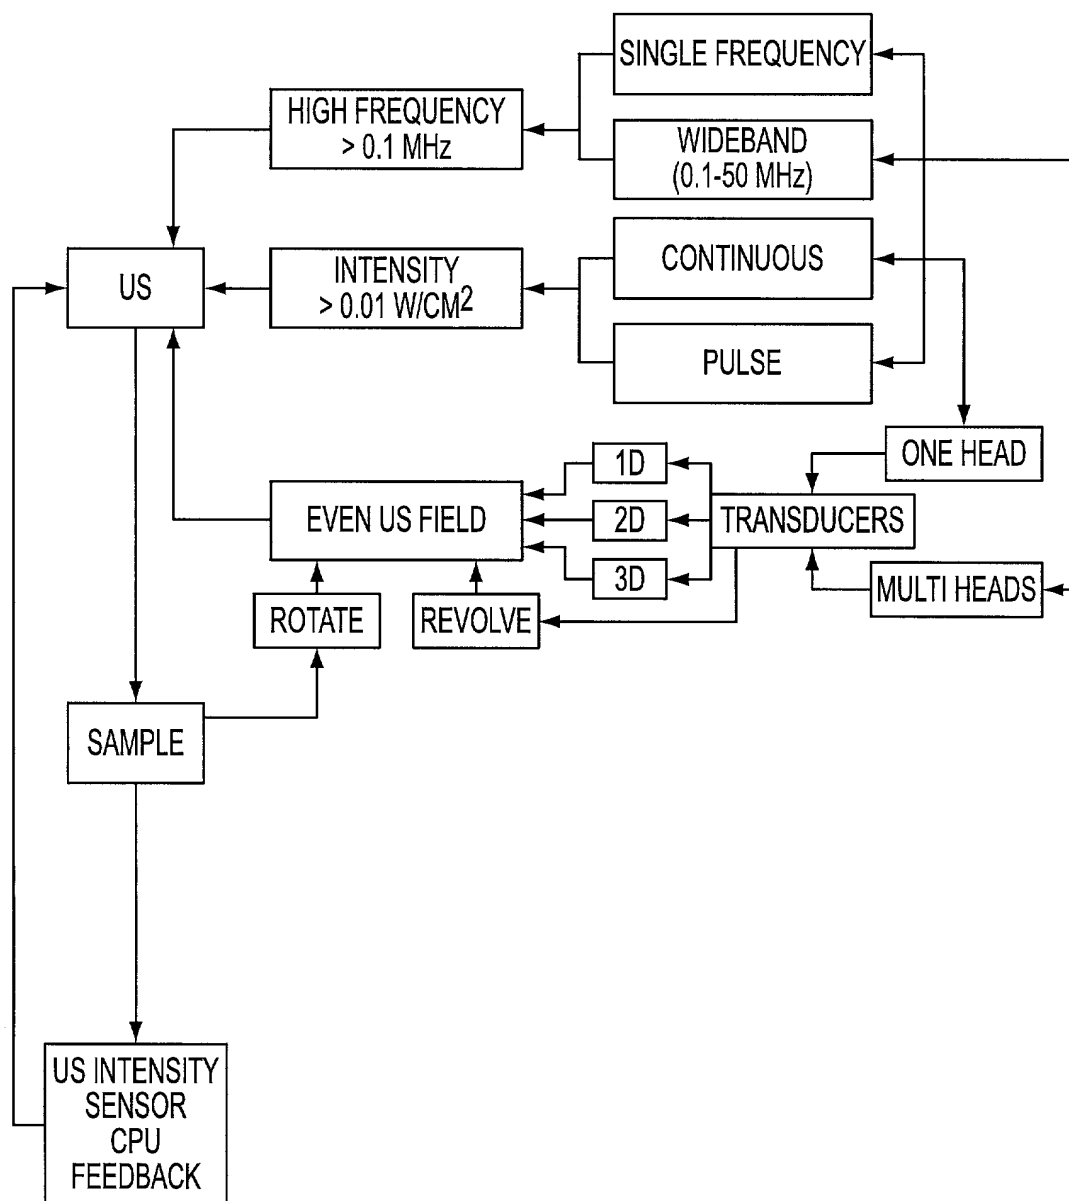 SINGLE FREQUENCY
HIGH FREQUENCY
> 0.1 MHz
WIDEBAND
(0.1-50 MHz)
US
INTENSITY
> 0.01 W/CM²
CONTINUOUS
PULSE
ONE HEAD
1D
EVEN US FIELD
2D
TRANSDUCERS
3D
MULTI HEADS
ROTATE
REVOLVE
SAMPLE
US INTENSITY
SENSOR
CPU
FEEDBACK